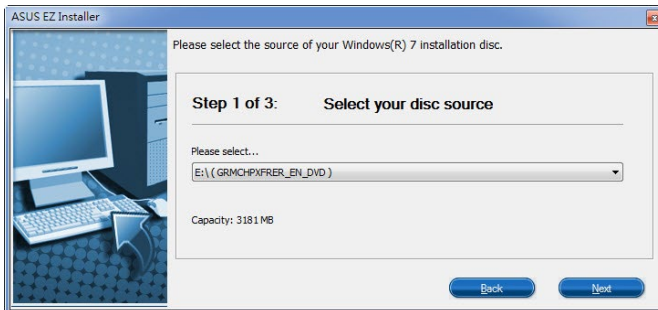 ASUS EZ Installer
Please select the source of your Windows(R) 7 installation disc.
Step 1 of 3: Select your disc source
Please select...
E:\ ( GRMCHPXFRER_EN_DVD )
Capacity: 3181 MB
Back Next